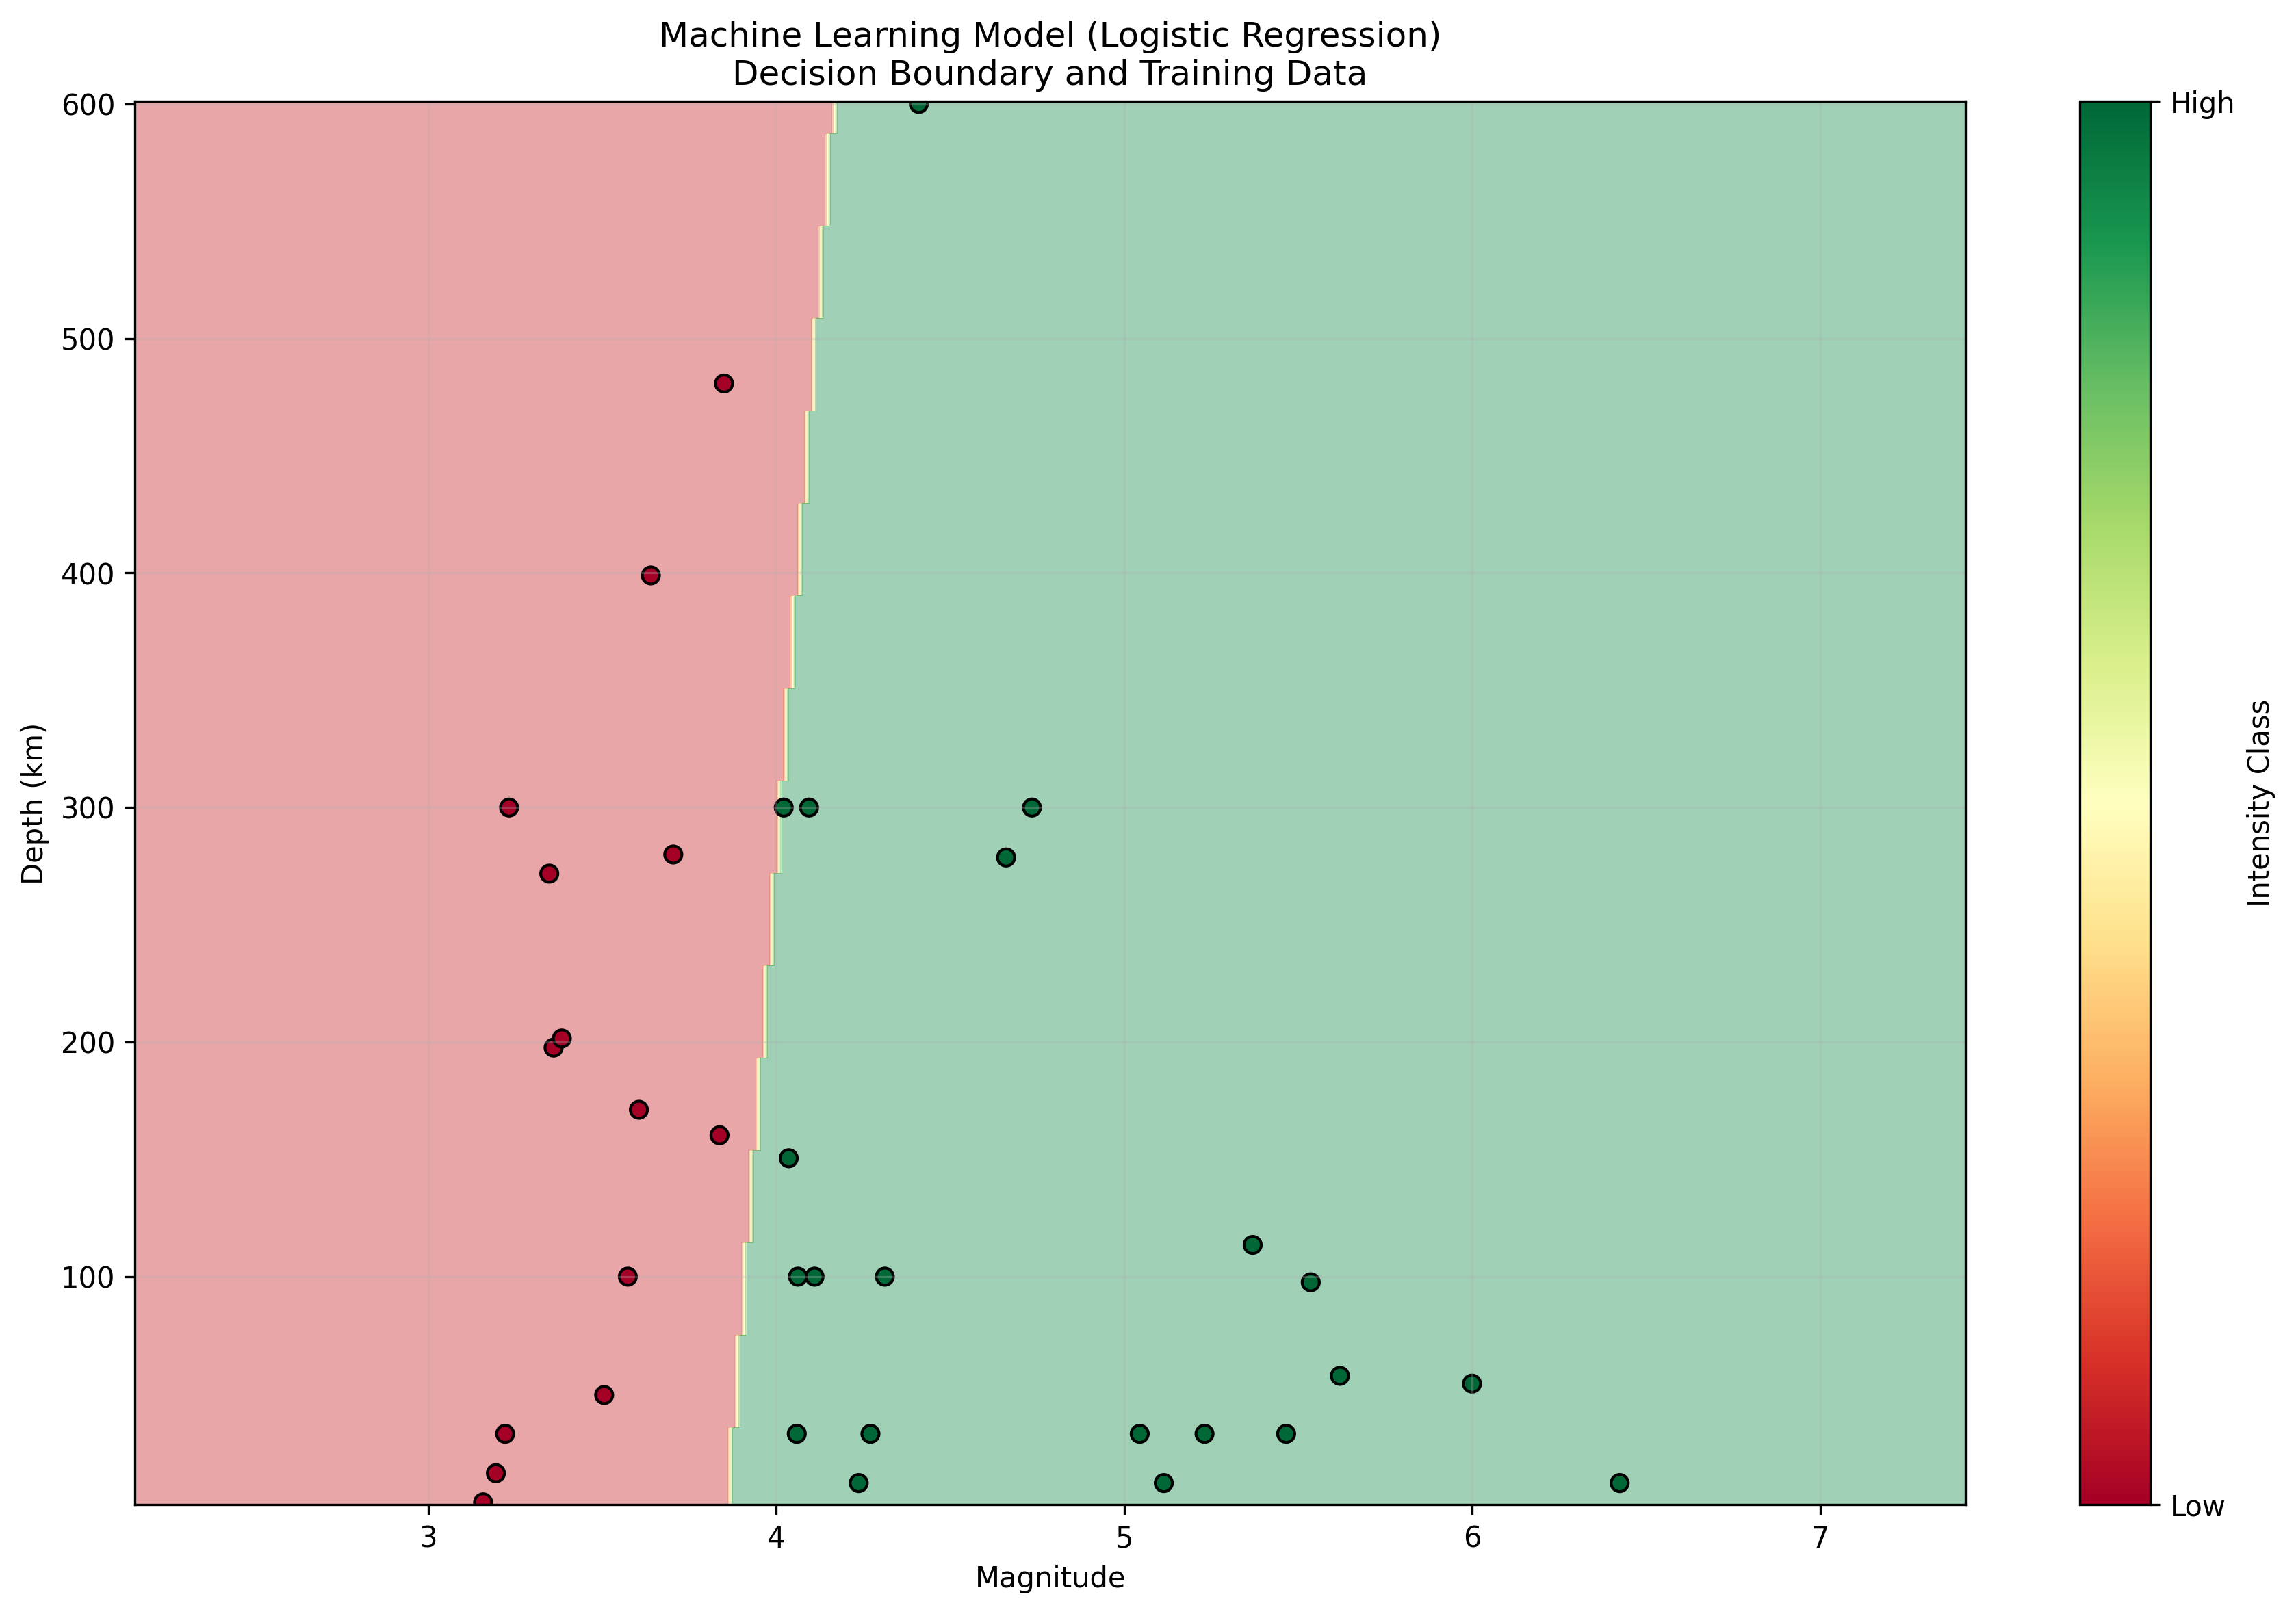 Machine Learning Model (Logistic Regression)
Decision Boundary and Training Data
600
500
400
300
200
100
Depth (km)
3
4
5
6
7
Magnitude
High
Low
Intensity Class